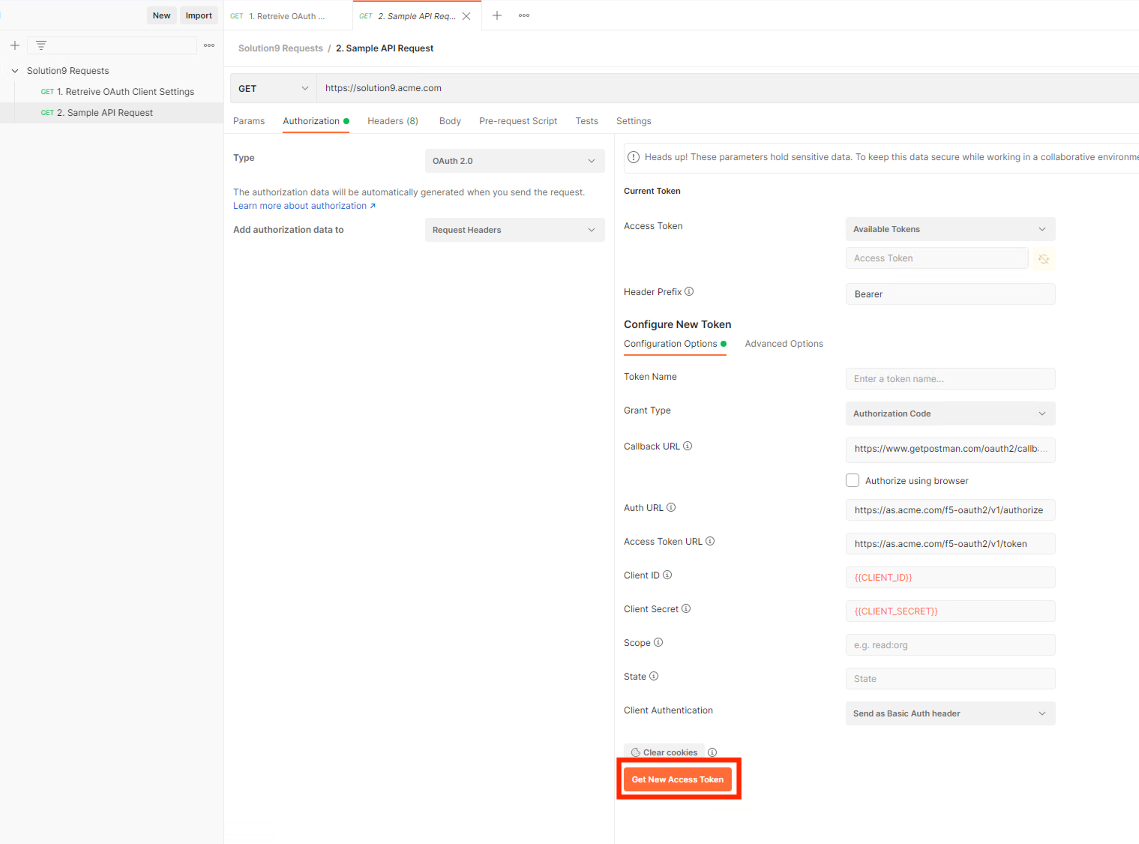 New Import
GET 1. Retreive OAuth ...
GET 2. Sample API Req...
Solution9 Requests
GET 1. Retreive OAuth Client Settings
GET 2. Sample API Request
Solution9 Requests / 2. Sample API Request
GET https://solution9.acme.com
Params Authorization Headers (8) Body Pre-request Script Tests Settings
Type OAuth 2.0
The authorization data will be automatically generated when you send the request.
Learn more about authorization ↗
Add authorization data to Request Headers
Heads up! These parameters hold sensitive data. To keep this data secure while working in a collaborative environme
Current Token
Access Token Available Tokens
Access Token
Header Prefix Bearer
Configure New Token
Configuration Options Advanced Options
Token Name Enter a token name...
Grant Type Authorization Code
Callback URL https://www.getpostman.com/oauth2/callb...
Authorize using browser
Auth URL https://as.acme.com/f5-oauth2/v1/authorize
Access Token URL https://as.acme.com/f5-oauth2/v1/token
Client ID {{CLIENT_ID}}
Client Secret {{CLIENT_SECRET}}
Scope e.g. read:org
State State
Client Authentication Send as Basic Auth header
Clear cookies
Get New Access Token